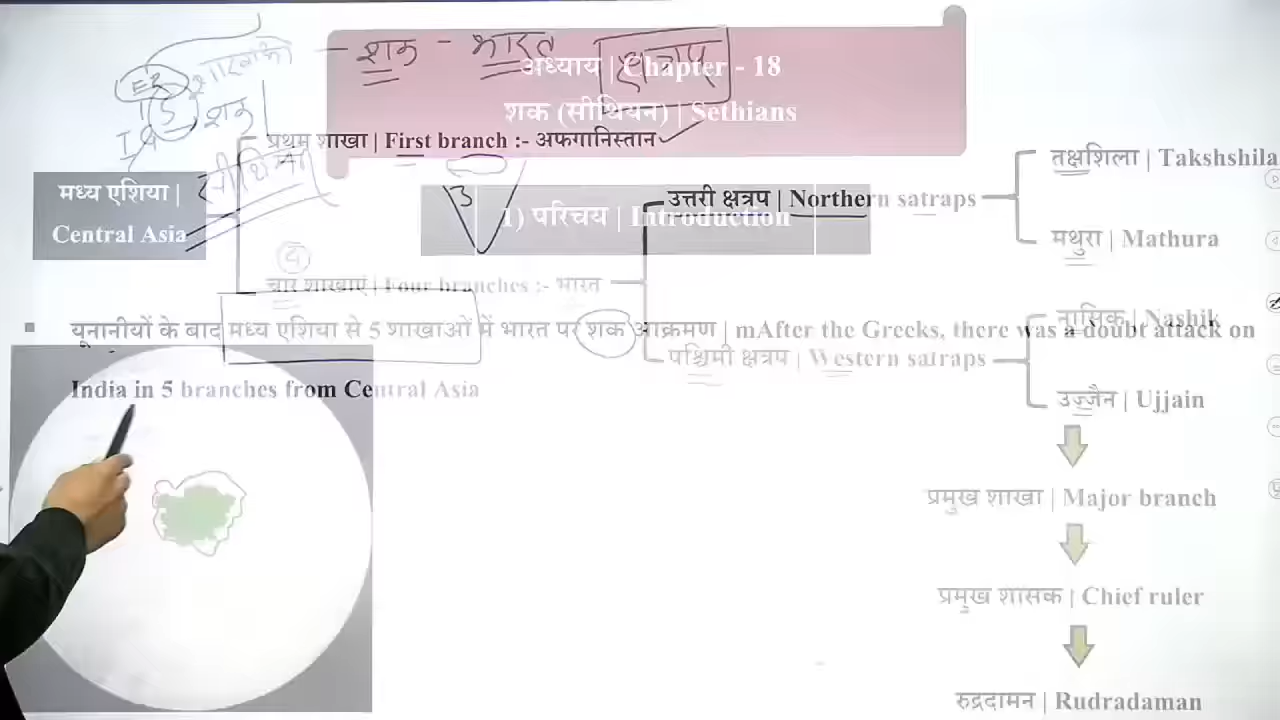 शक - भारत क्षत्रप
अध्याय | Chapter - 18
शक
शक (सीथियन) | Sethians
प्रथम शाखा | First branch :- अफगानिस्तान
तक्षशिला | Takshshila
मध्य एशिया |
Central Asia
उत्तरी क्षत्रप | Northern satraps
1) परिचय | Introduction
मथुरा | Mathura
चार शाखाएं | Four branches :- भारत
नासिक | Nashik
यूनानीयों के बाद मध्य एशिया से 5 शाखाओं में भारत पर शक आक्रमण | mAfter the Greeks, there was a doubt attack on
पश्चिमी क्षत्रप | Western satraps
India in 5 branches from Central Asia
उज्जैन | Ujjain
प्रमुख शाखा | Major branch
प्रमुख शासक | Chief ruler
रुद्रदामन | Rudradaman